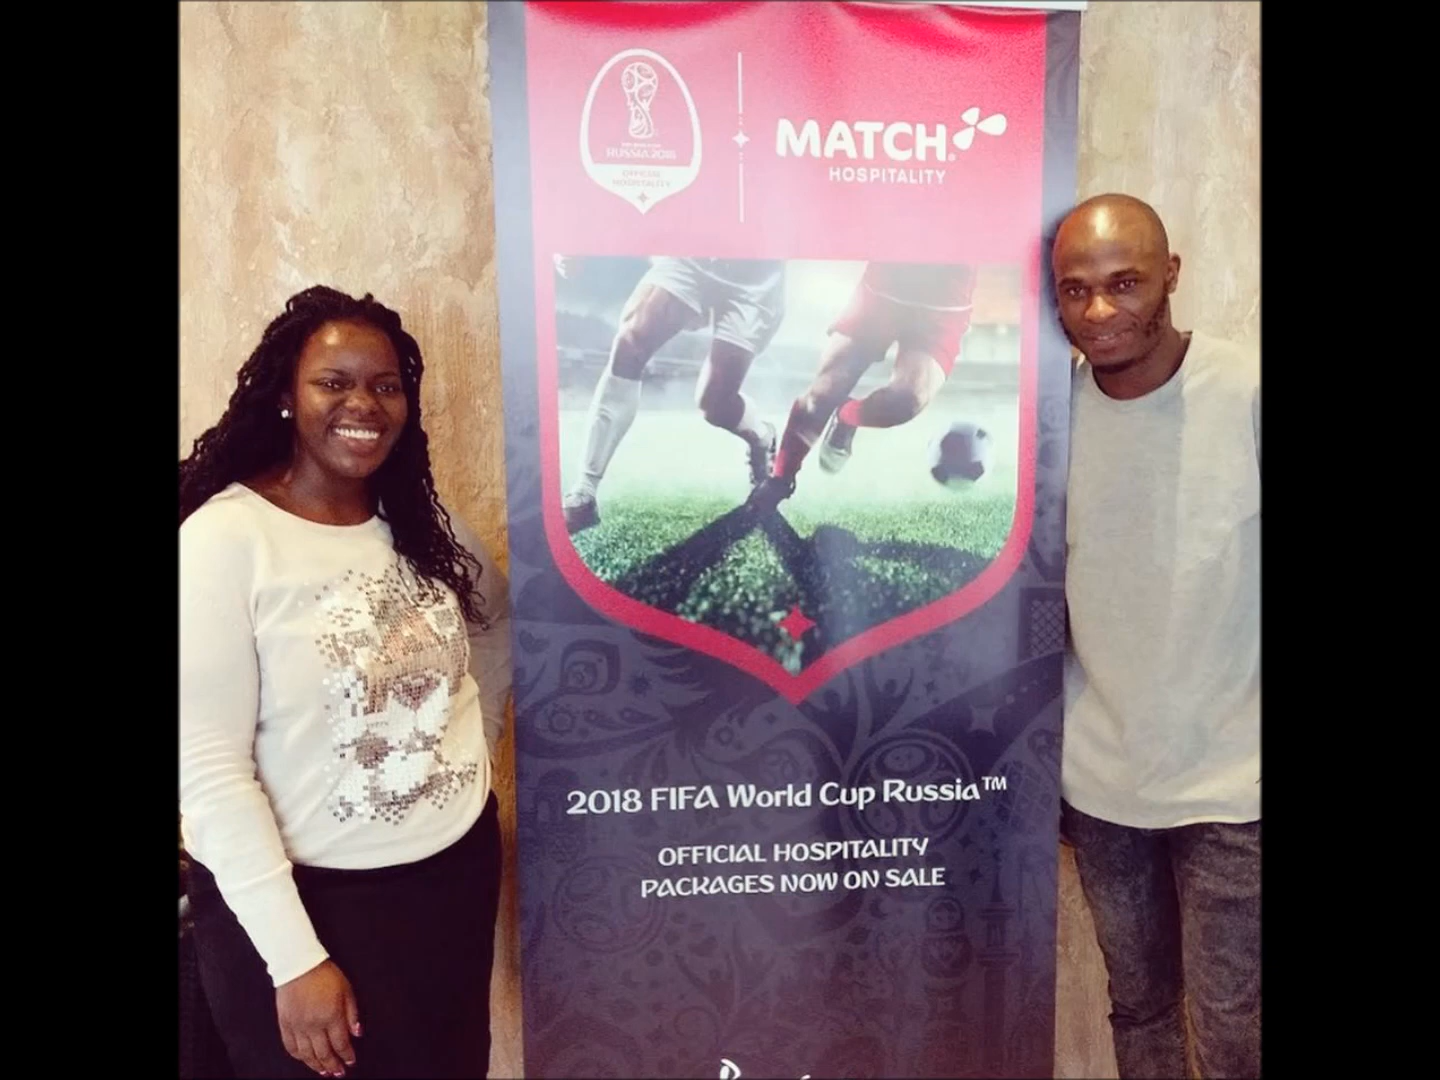 RUSSIA 2018
OFFICIAL
HOSPITALITY
MATCH
HOSPITALITY
2018 FIFA World Cup Russia™
OFFICIAL HOSPITALITY
PACKAGES NOW ON SALE